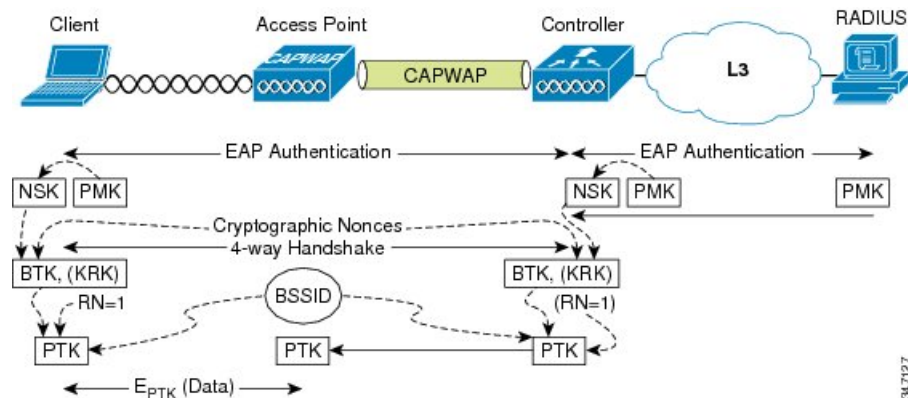 Client
Access Point
Controller
RADIUS
CAPWAP
CAPWAP
L3
EAP Authentication
EAP Authentication
NSK
PMK
NSK
PMK
PMK
Cryptographic Nonces
4-way Handshake
BTK, (KRK)
BTK, (KRK)
RN=1
BSSID
(RN=1)
PTK
PTK
PTK
EPTK (Data)
347127